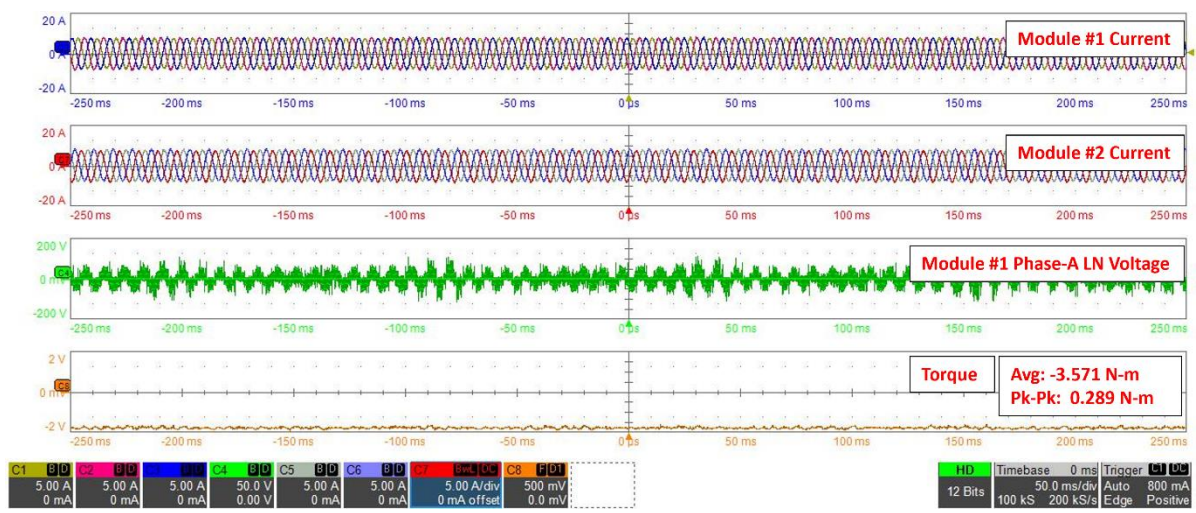 20 A
Module #1 Current
0 A
-20 A
-250 ms -200 ms -150 ms -100 ms -50 ms 0 µs 50 ms 100 ms 150 ms 200 ms 250 ms
20 A
Module #2 Current
0 A
-20 A
-250 ms -200 ms -150 ms -100 ms -50 ms 0 µs 50 ms 100 ms 150 ms 200 ms 250 ms
200 V
Module #1 Phase-A LN Voltage
C4 0 mV
-200 V
-250 ms -200 ms -150 ms -100 ms -50 ms 0 µs 50 ms 100 ms 150 ms 200 ms 250 ms
2 V
Torque Avg: -3.571 N-m
C8 Pk-Pk: 0.289 N-m
0 mV
-2 V
-250 ms -200 ms -150 ms -100 ms -50 ms 0 µs 50 ms 100 ms 150 ms 200 ms 250 ms
C1 B D C2 B D C3 B D C4 B D C5 B D C6 B D C7 BwL DC C8 F D1 HD Timebase 0 ms Trigger C1 DC
5.00 A 5.00 A 5.00 A 50.0 V 5.00 A 5.00 A 5.00 A/div 500 mV 12 Bits 50.0 ms/div Auto 800 mA
0 mA 0 mA 0 mA 0.00 V 0 mA 0 mA 0 mA offset 0.0 mV 100 kS 200 kS/s Edge Positive